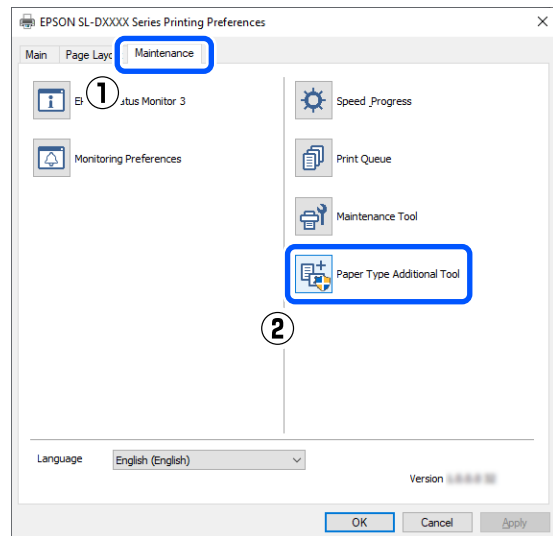 EPSON SL-DXXXX Series Printing Preferences
Main Page Layo Maintenance
1
atus Monitor 3
Speed Progress
Monitoring Preferences
Print Queue
Maintenance Tool
Paper Type Additional Tool
2
Language English (English)
Version
OK Cancel Apply